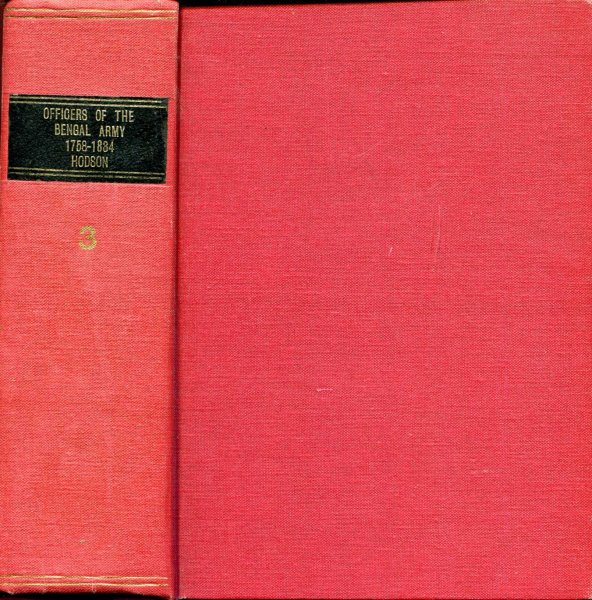 OFFICERS OF THE
BENGAL ARMY
1758-1834
HODSON
3